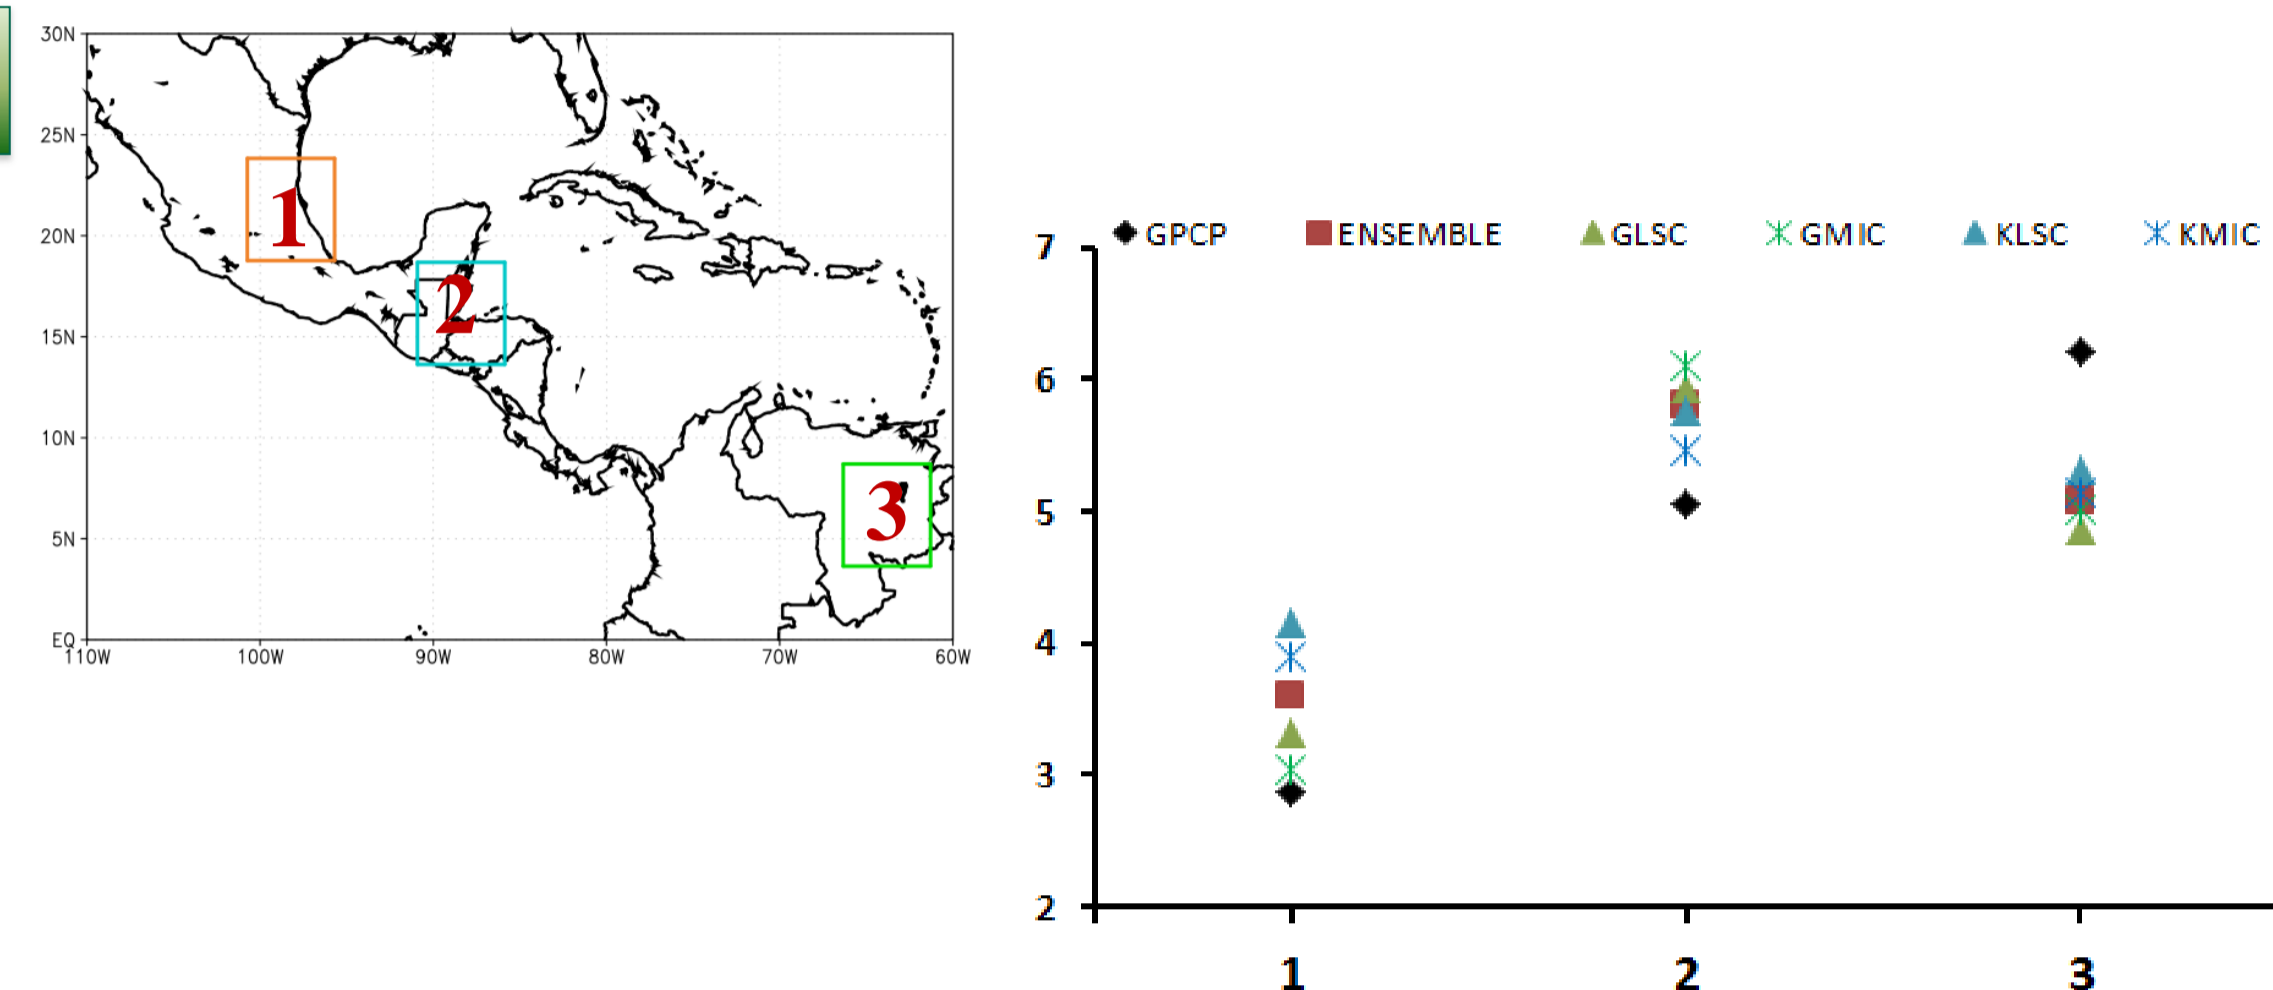 30N
25N
20N
15N
10N
5N
EQ
110W 100W 90W 80W 70W 60W
1
2
3
GPCP ENSEMBLE GLSC GMIC KLSC KMIC
7
6
5
4
3
2
1 2 3